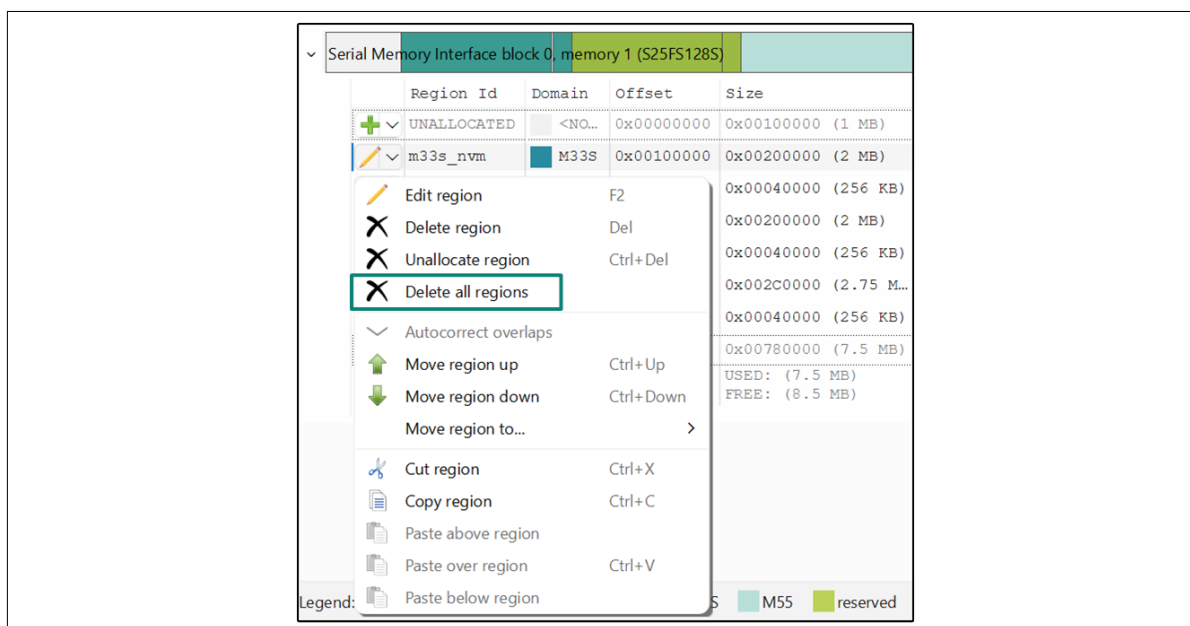 Serial Memory Interface block 0, memory 1 (S25FS128S)
Region Id Domain Offset Size
UNALLOCATED <NO... 0x00000000 0x00100000 (1 MB)
m33s_nvm M33S 0x00100000 0x00200000 (2 MB)
Edit region F2 0x00040000 (256 KB)
Delete region Del 0x00200000 (2 MB)
Unallocate region Ctrl+Del 0x00040000 (256 KB)
Delete all regions 0x002C0000 (2.75 M...
0x00040000 (256 KB)
Autocorrect overlaps 0x00780000 (7.5 MB)
Move region up Ctrl+Up USED: (7.5 MB)
Move region down Ctrl+Down FREE: (8.5 MB)
Move region to...
Cut region Ctrl+X
Copy region Ctrl+C
Paste above region
Paste over region Ctrl+V
Paste below region
Legend: S M55 reserved